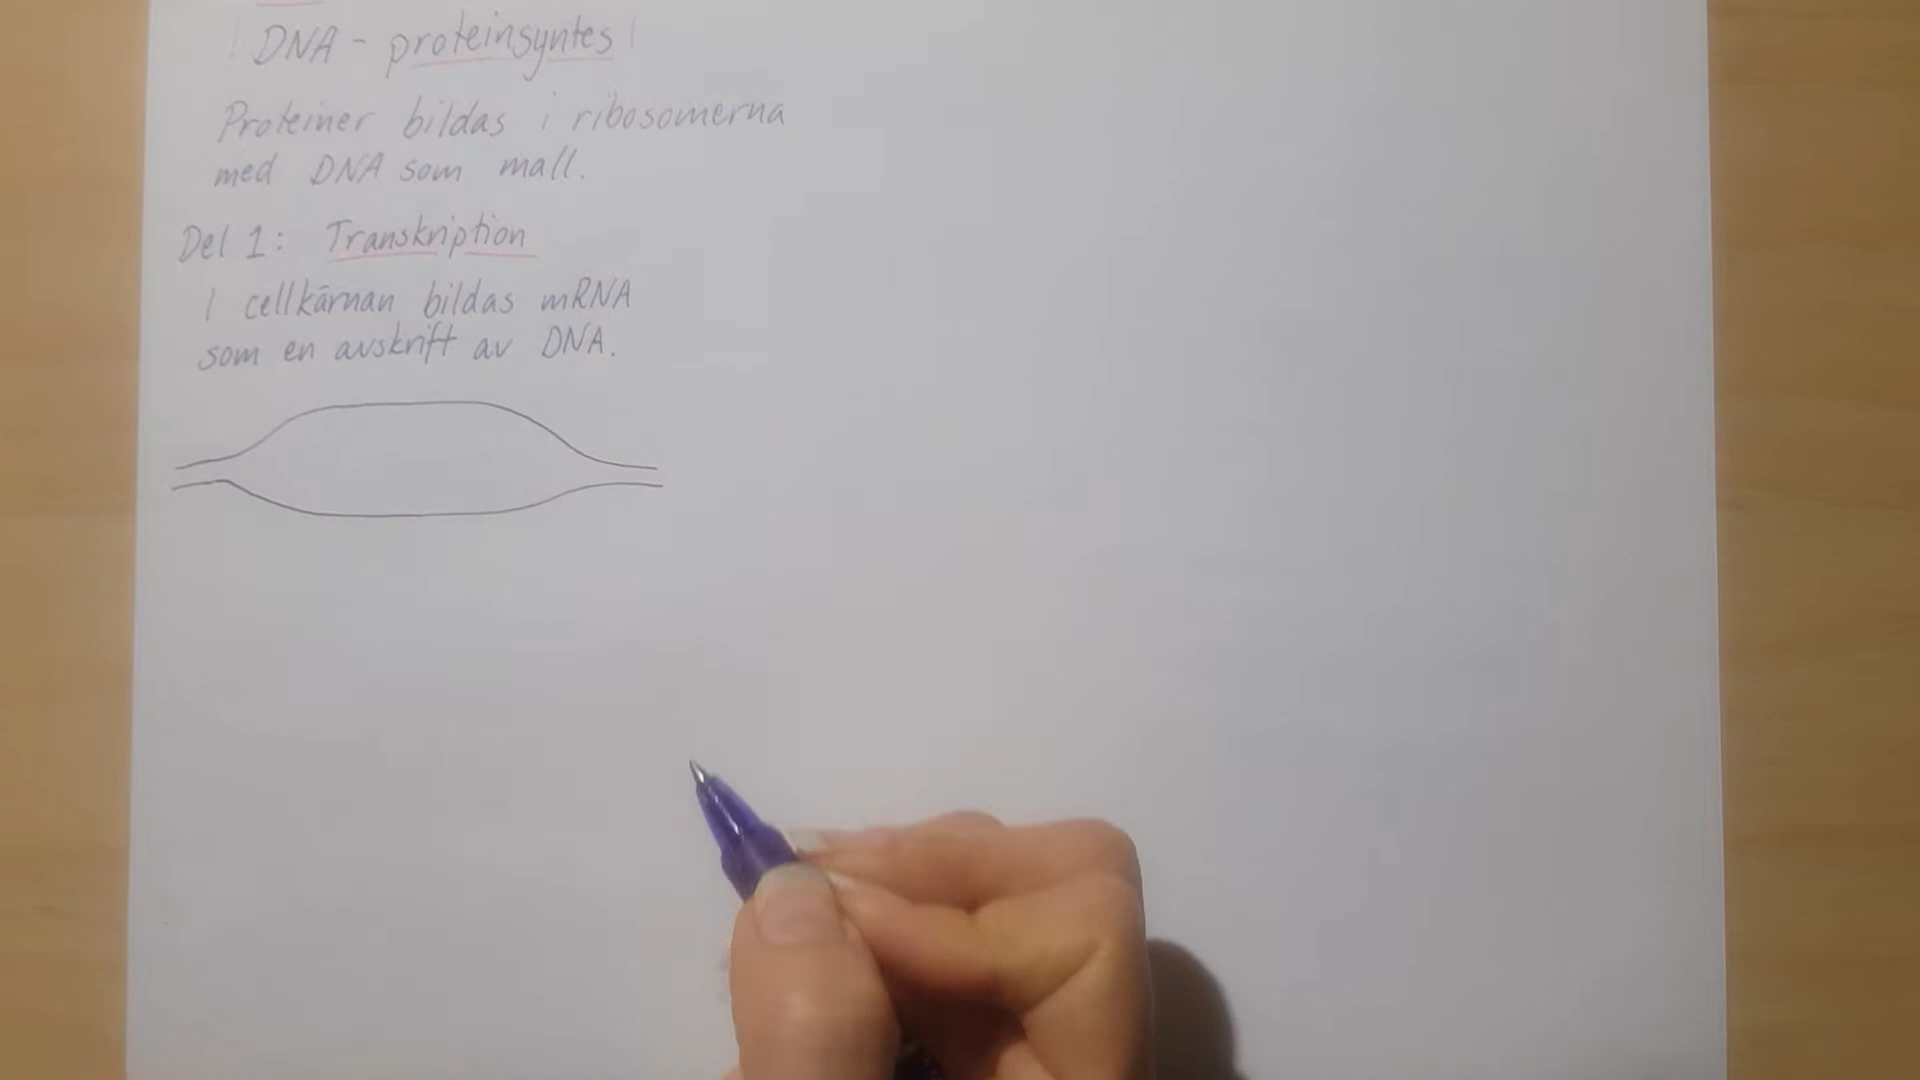 DNA - proteinsyntes
Proteiner bildas i ribosomerna
med DNA som mall.
Del 1: Transkription
I cellkärnan bildas mRNA
som en avskrift av DNA.